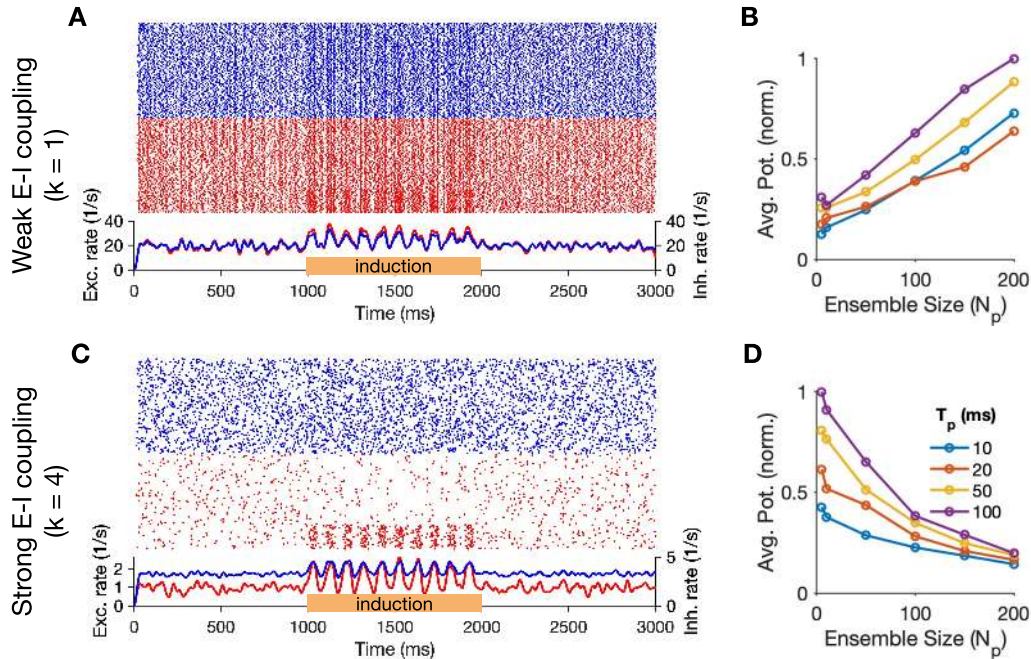 A
B
Weak E-I coupling
(k = 1)
Exc. rate (1/s)
40
20
0
40
20
0
Inh. rate (1/s)
induction
0
500
1000
1500
2000
2500
3000
Time (ms)
Avg. Pot. (norm.)
1
0.5
0
0
100
200
Ensemble Size (N_p)
C
D
Strong E-I coupling
(k = 4)
Exc. rate (1/s)
2
1
0
5
0
Inh. rate (1/s)
induction
0
500
1000
1500
2000
2500
3000
Time (ms)
Avg. Pot. (norm.)
1
0.5
0
T_p (ms)
10
20
50
100
0
100
200
Ensemble Size (N_p)